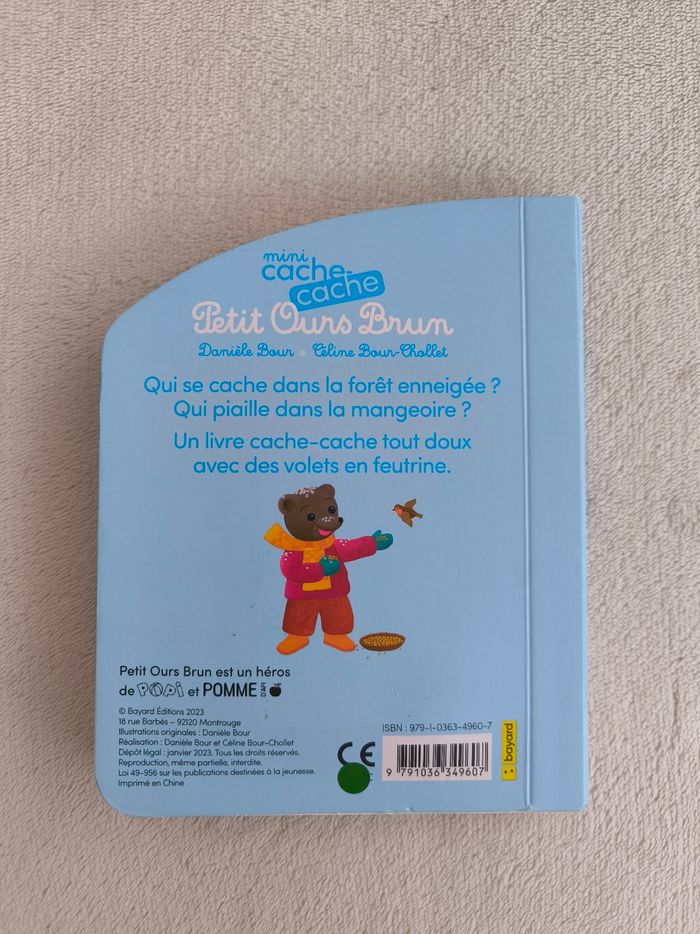 mini
cache-
cache
Petit Ours Brun
Danièle Bour • Céline Bour-Chollet
Qui se cache dans la forêt enneigée ?
Qui piaille dans la mangeoire ?
Un livre cache-cache tout doux
avec des volets en feutrine.
Petit Ours Brun est un héros
de POPI et POMME D'API
© Bayard Éditions 2023
18 rue Barbès – 92120 Montrouge
Illustrations originales : Danièle Bour
Réalisation : Danièle Bour et Céline Bour-Chollet
Dépôt légal : janvier 2023. Tous les droits réservés.
Reproduction, même partielle, interdite.
Loi 49-956 sur les publications destinées à la jeunesse.
Imprimé en Chine
CE
ISBN : 979-1-0363-4960-7
9 791036 349607
bayard